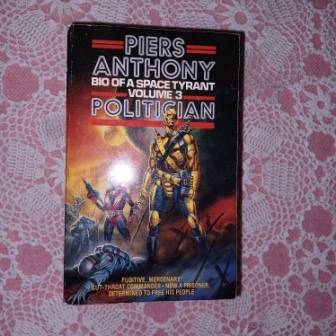 PIERS
ANTHONY
BIO OF A SPACE TYRANT
VOLUME 3
POLITICIAN
FUGITIVE, MERCENARY,
CUT-THROAT COMMANDER - NOW A PRISONER,
DETERMINED TO FREE HIS PEOPLE